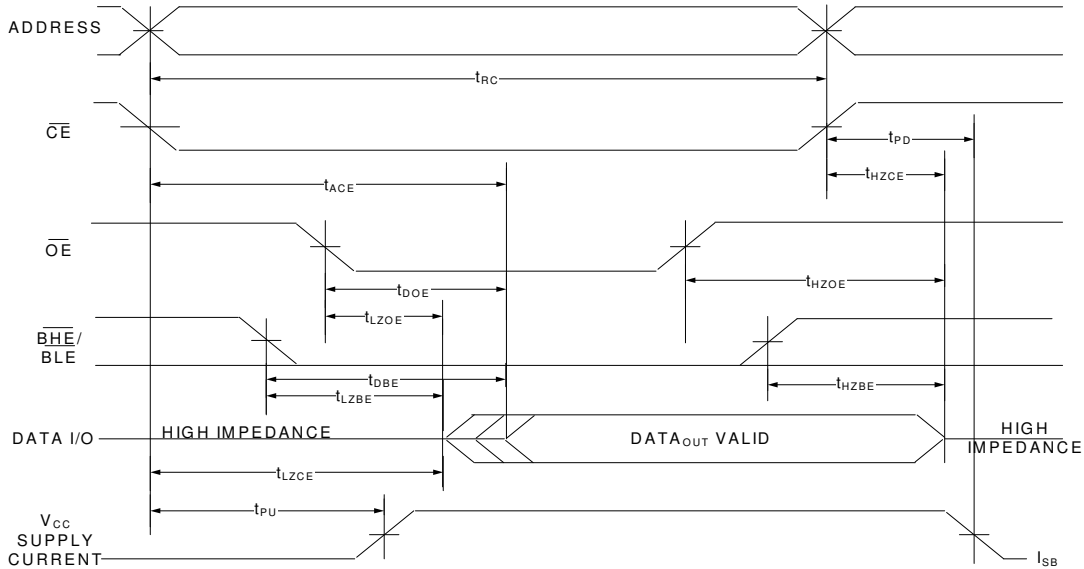 ADDRESS
tRC
CE
tPD
tHZCE
tACE
OE
tHZOE
tDOE
tLZOE
BHE/
BLE
tDBE
tHZBE
tLZBE
DATA I/O
HIGH IMPEDANCE
DATAOUT VALID
HIGH
IMPEDANCE
tLZCE
tPU
VCC
SUPPLY
CURRENT
ISB